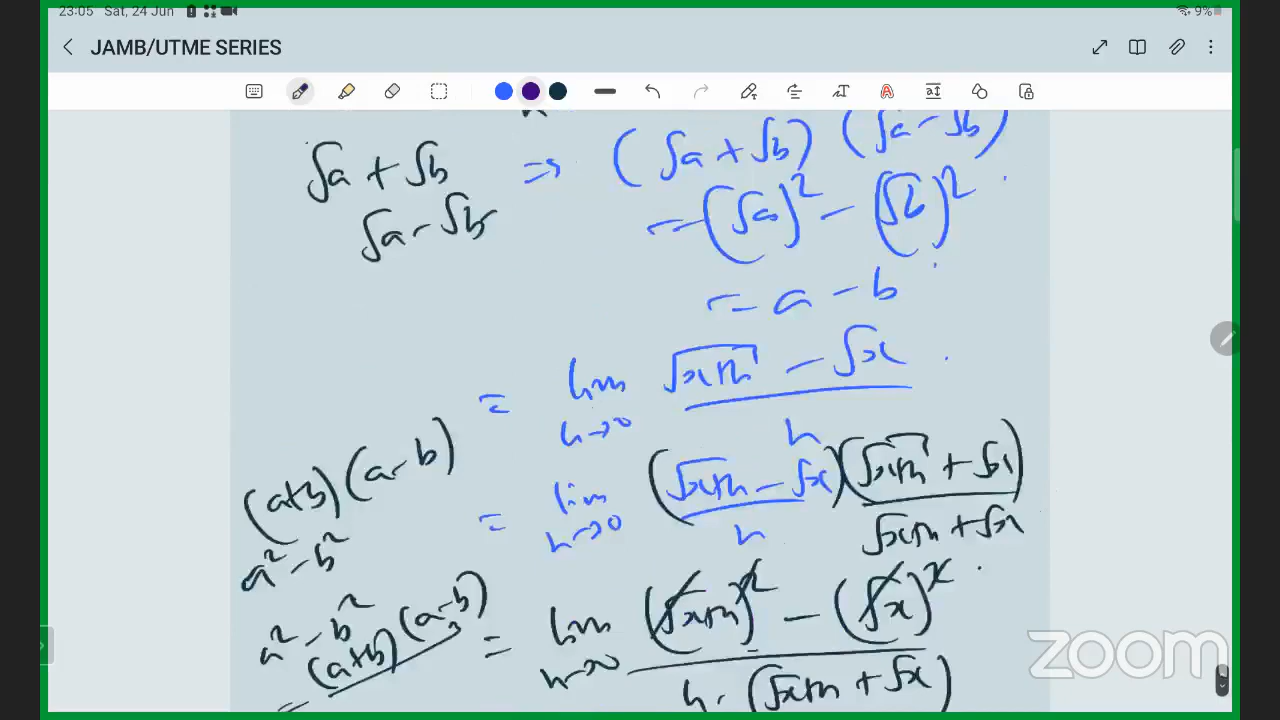 23:05 Sat, 24 Jun
9%
JAMB/UTME SERIES
√a + √b ⇒ (√a + √b) (√a - √b)
√a - √b
= (√a)² - (√b)²
= a - b
= lim h→0 √x+h - √x / h
(a+b) (a-b)
= lim h→0 (√x+h - √x / h) (√x+h + √x / √x+h + √x)
a² - b²
a² - b²
= (a+b) (a-b)
= lim h→0 (√x+h)² - (√x)² / h · (√x+h + √x)
zoom